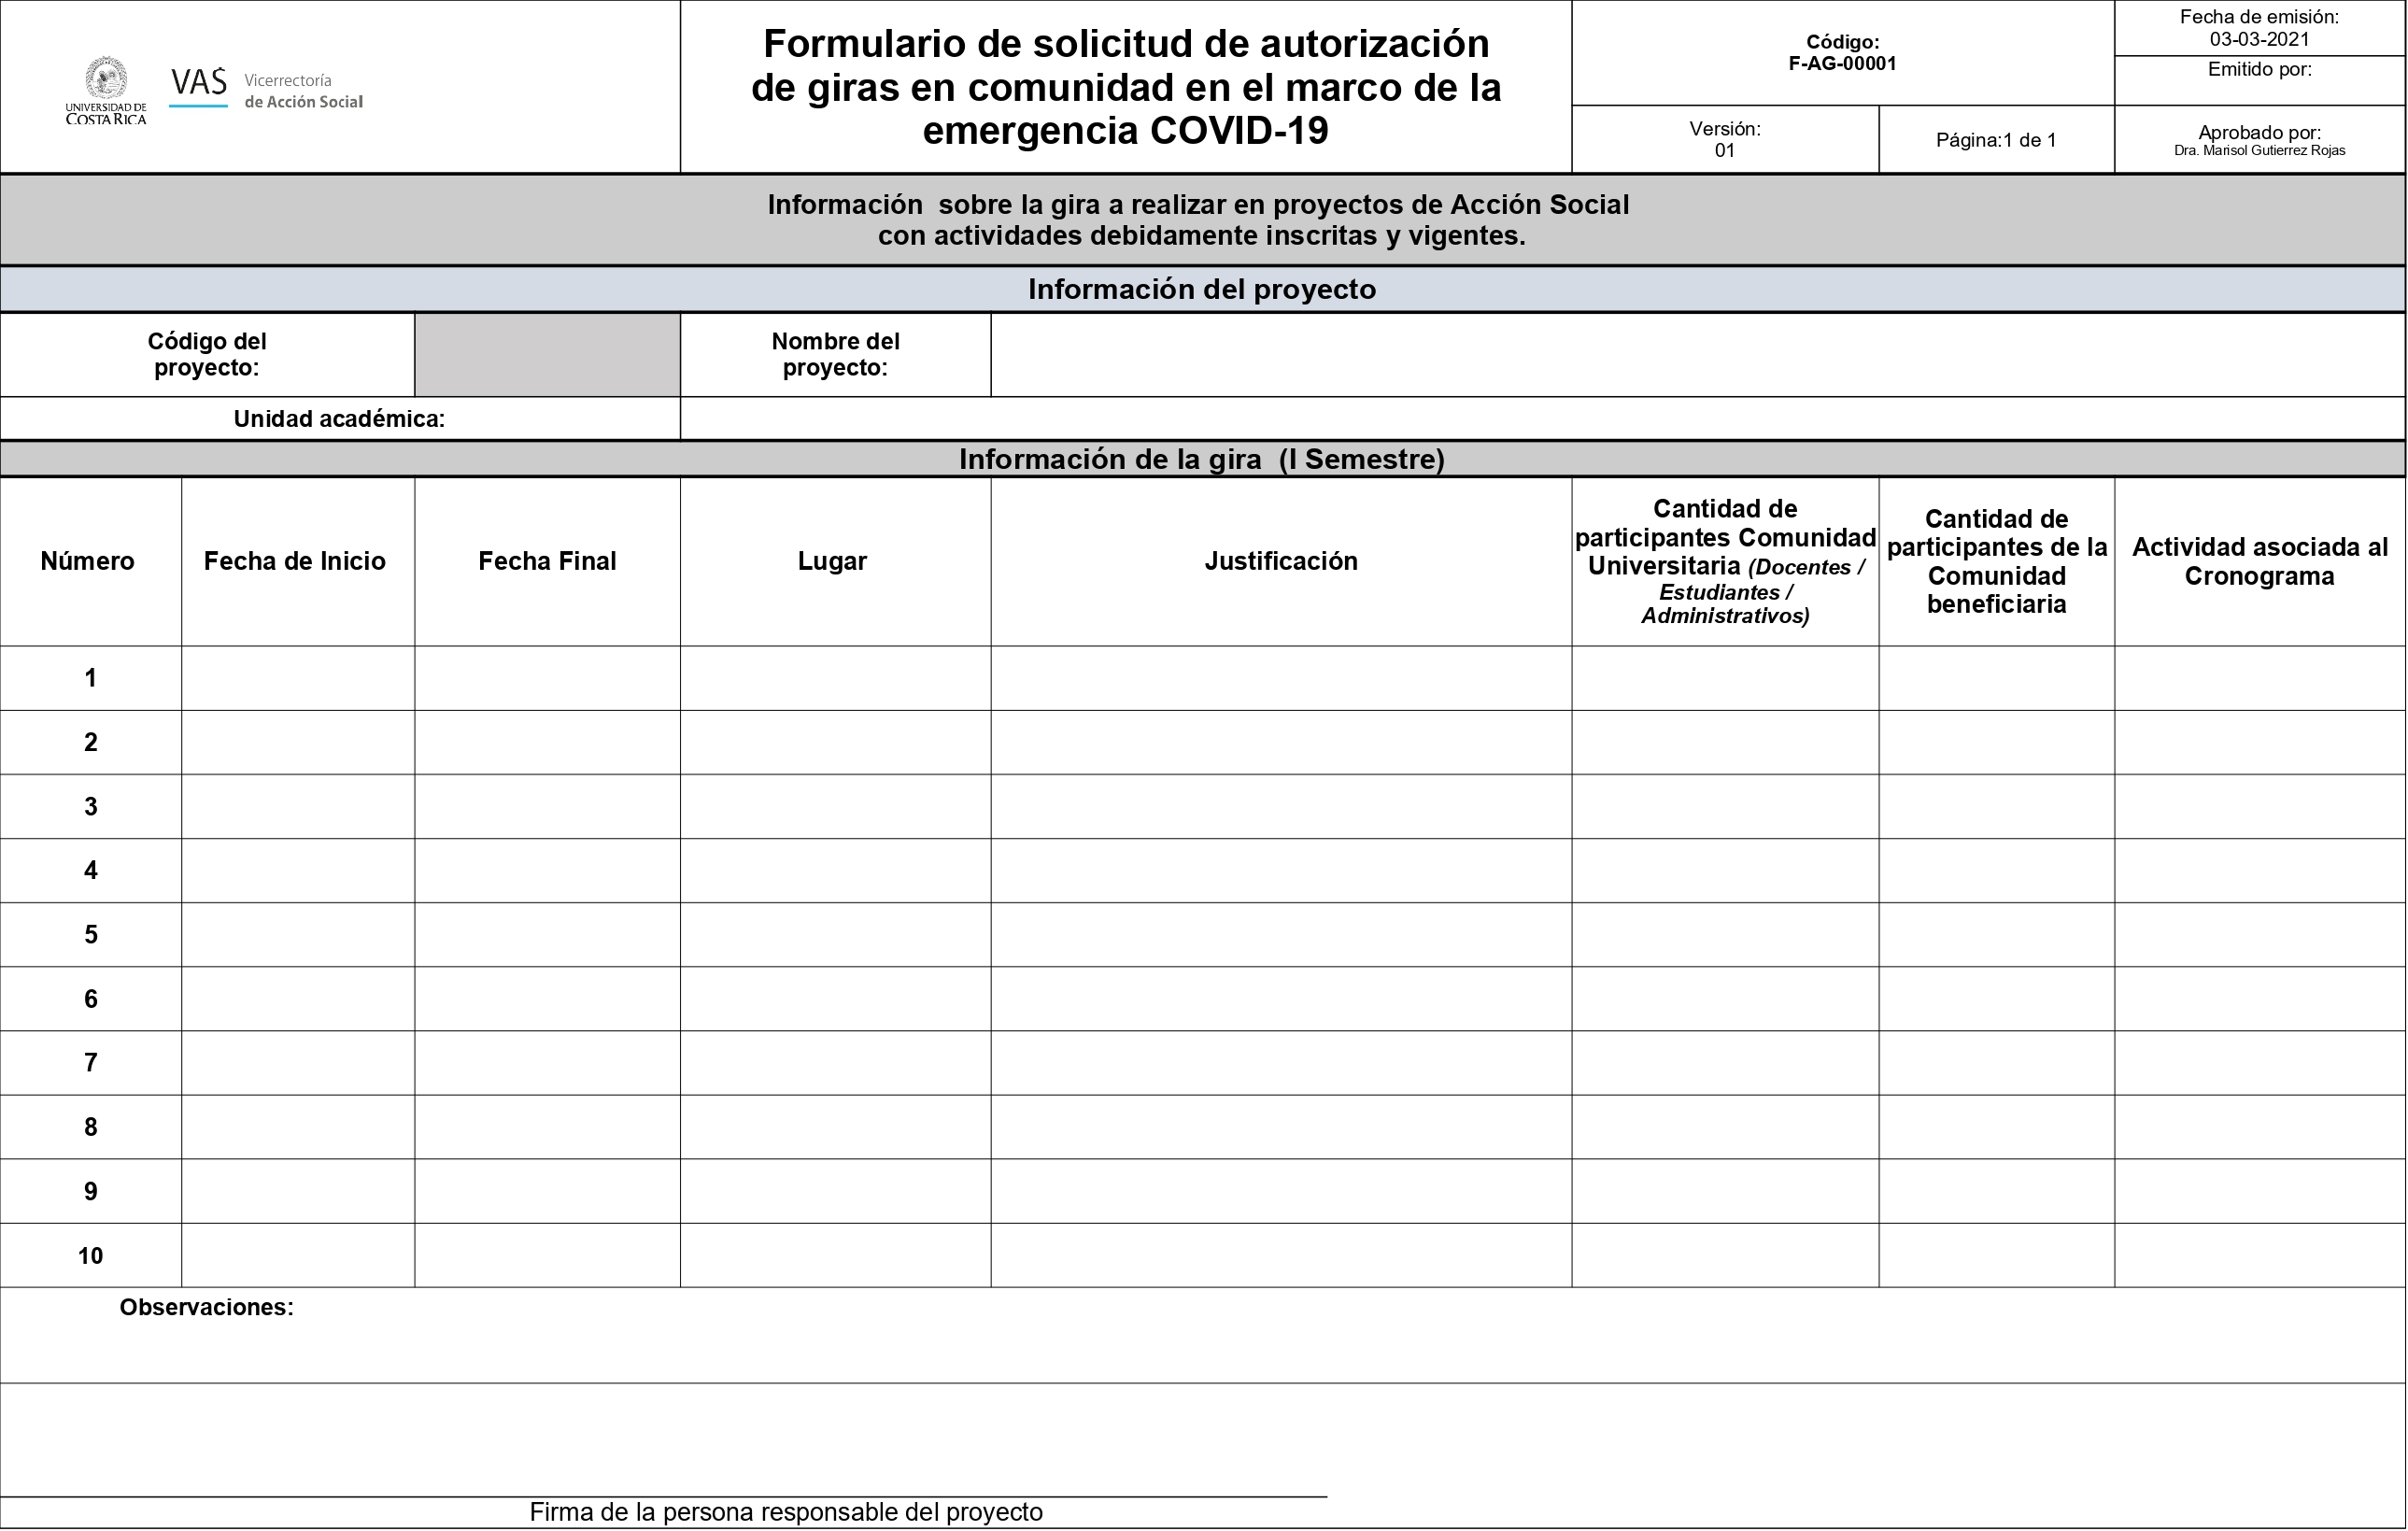 UNIVERSIDAD DE
COSTA RICA
VAS
Vicerrectoría
de Acción Social
Formulario de solicitud de autorización
de giras en comunidad en el marco de la
emergencia COVID-19
Código:
F-AG-00001
Fecha de emisión:
03-03-2021
Emitido por:
Versión:
01
Página:1 de 1
Aprobado por:
Dra. Marisol Gutierrez Rojas
Información  sobre la gira a realizar en proyectos de Acción Social
con actividades debidamente inscritas y vigentes.
Información del proyecto
Código del
proyecto:
Nombre del
proyecto:
Unidad académica:
Información de la gira  (I Semestre)
Número
Fecha de Inicio
Fecha Final
Lugar
Justificación
Cantidad de
participantes Comunidad
Universitaria (Docentes /
Estudiantes /
Administrativos)
Cantidad de
participantes de la
Comunidad
beneficiaria
Actividad asociada al
Cronograma
1
2
3
4
5
6
7
8
9
10
Observaciones:
Firma de la persona responsable del proyecto